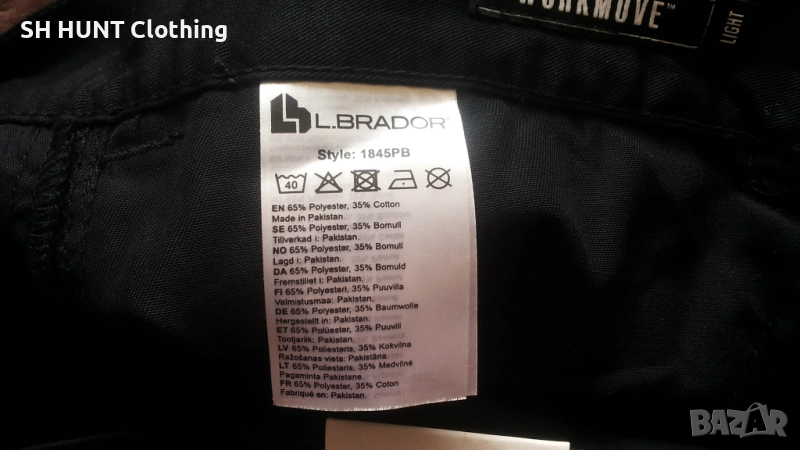 SH HUNT Clothing
WORKMOVE™
LIGHT
L.BRADOR®
Style: 1845PB
40
EN 65% Polyester, 35% Cotton
Made in Pakistan.
SE 65% Polyester, 35% Bomull
Tillverkad i: Pakistan.
NO 65% Polyester, 35% Bomull
Lagd i; Pakistan.
DA 65% Polyester, 35% Bomuld
Fremstillet i: Pakistan.
FI 65% Polyesteri, 35% Puuvilla
Valmistusmaa: Pakistan.
DE 65% Polyester, 35% Baumwolle
Hergestellt in: Pakistan.
ET 65% Polüester, 35% Puuvill
Tootjariik: Pakistan.
LV 65% Poliesteris, 35% Kokvilna
Ražošanas vieta: Pakistāna
LT 65% Poliesteris, 35% Medvilnė
Pagaminta Pakistane.
FR 65% Polyester, 35% Coton
Fabriqué en: Pakistan.
BAZAR